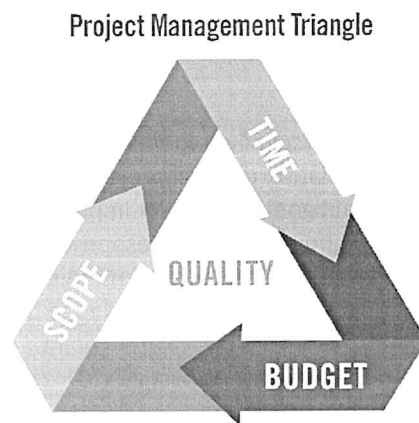 Project Management Triangle
TIME
SCOPE
QUALITY
BUDGET